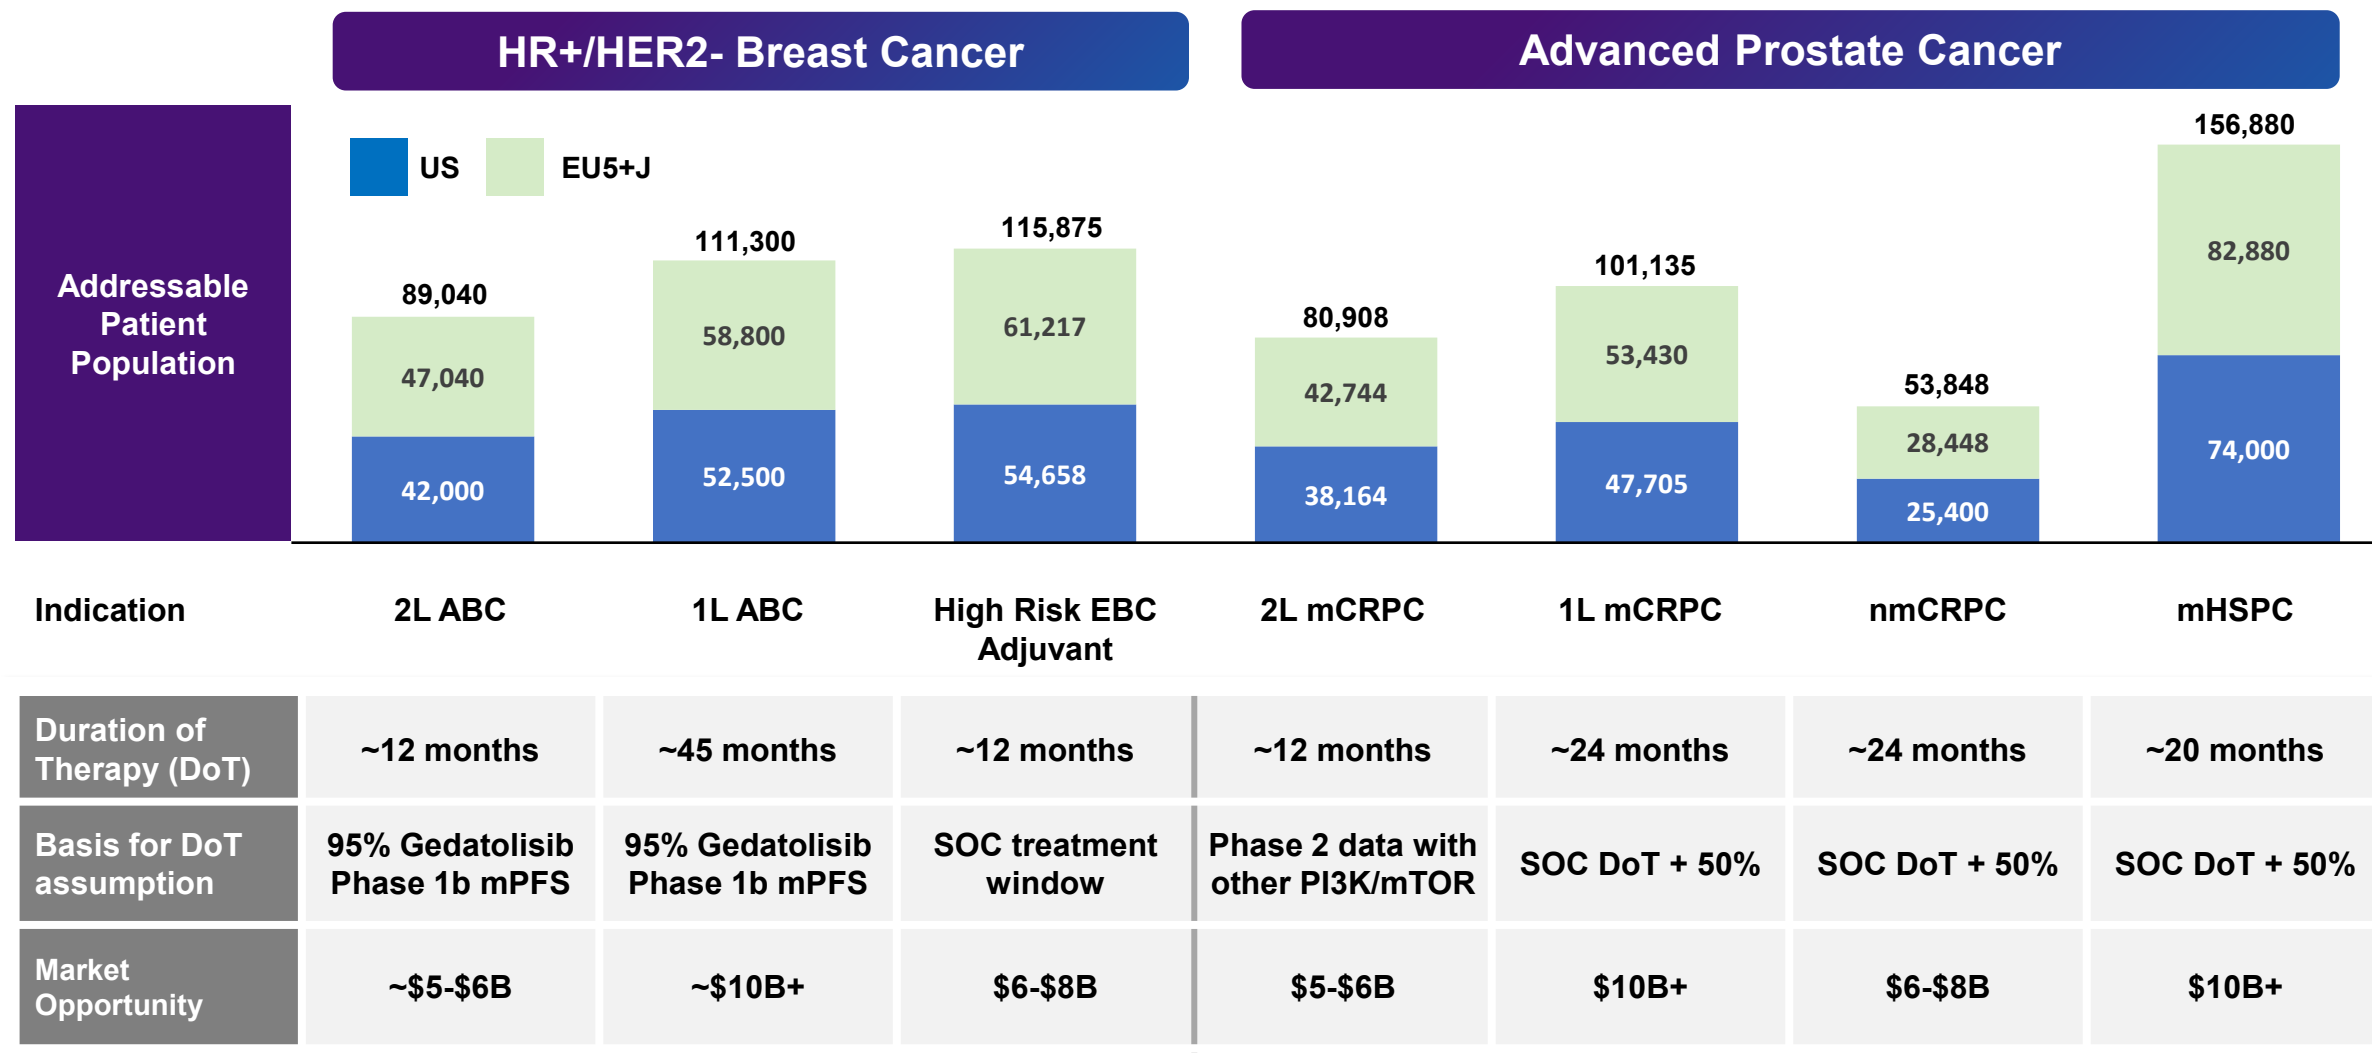 HR+/HER2- Breast Cancer
Advanced Prostate Cancer
US
EU5+J
Addressable
Patient
Population
89,040
47,040
42,000
111,300
58,800
52,500
115,875
61,217
54,658
80,908
42,744
38,164
101,135
53,430
47,705
53,848
28,448
25,400
156,880
82,880
74,000
Indication
2L ABC
1L ABC
High Risk EBC
Adjuvant
2L mCRPC
1L mCRPC
nmCRPC
mHSPC
Duration of
Therapy (DoT)
~12 months
~45 months
~12 months
~12 months
~24 months
~24 months
~20 months
Basis for DoT
assumption
95% Gedatolisib
Phase 1b mPFS
95% Gedatolisib
Phase 1b mPFS
SOC treatment
window
Phase 2 data with
other PI3K/mTOR
SOC DoT + 50%
SOC DoT + 50%
SOC DoT + 50%
Market
Opportunity
~$5-$6B
~$10B+
$6-$8B
$5-$6B
$10B+
$6-$8B
$10B+